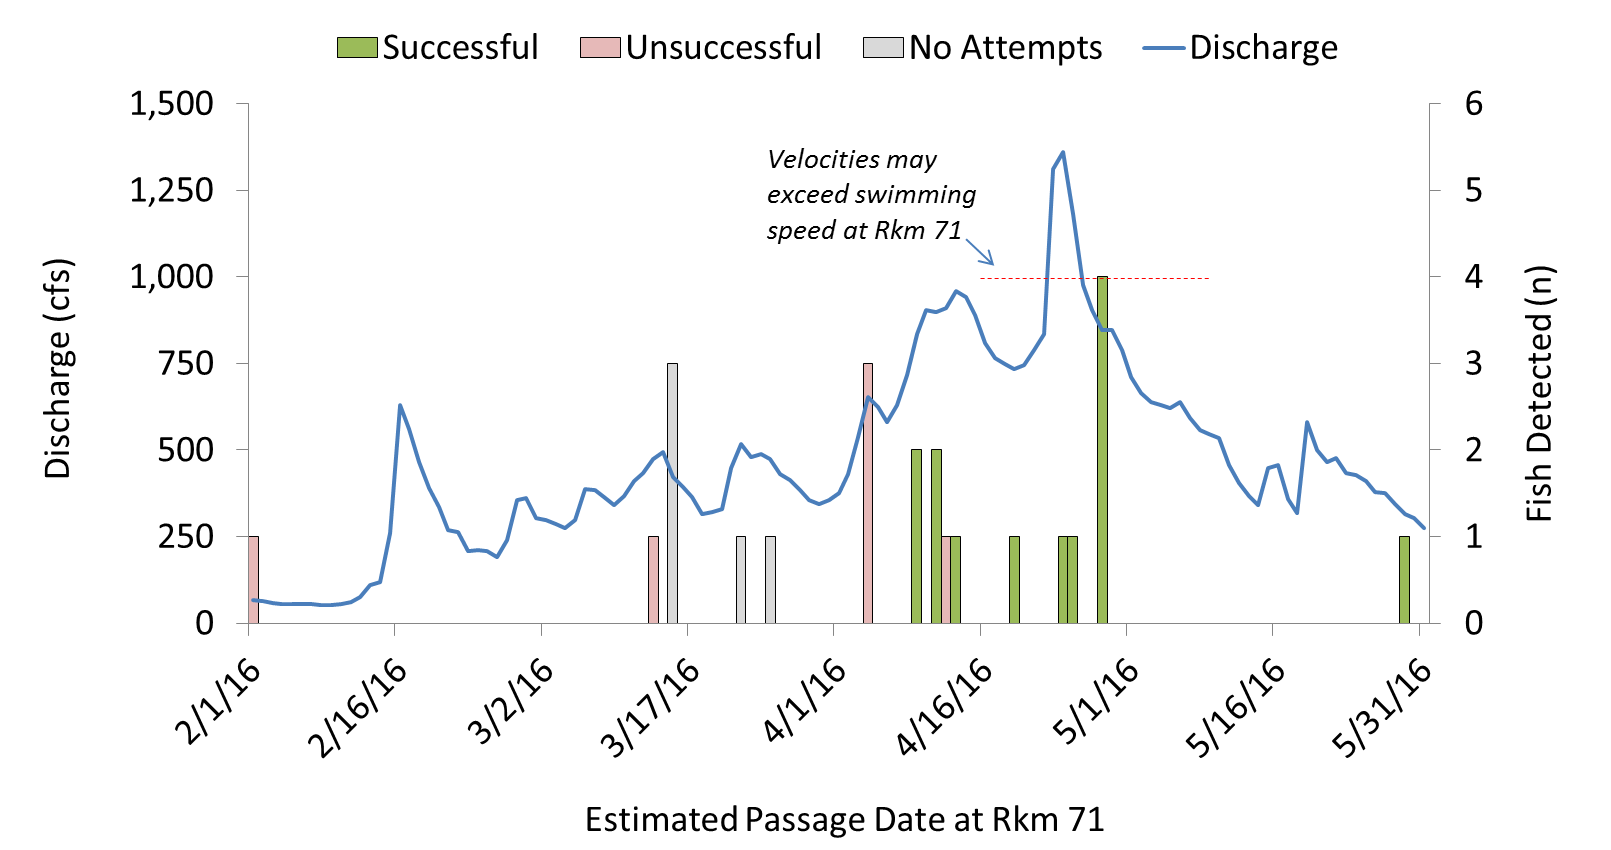 Successful Unsuccessful No Attempts Discharge
1,500
1,250
1,000
750
500
250
0
Discharge (cfs)
Velocities may
exceed swimming
speed at Rkm 71
6
5
4
3
2
1
0
Fish Detected (n)
2/1/16 2/16/16 3/2/16 3/17/16 4/1/16 4/16/16 5/1/16 5/16/16 5/31/16
Estimated Passage Date at Rkm 71